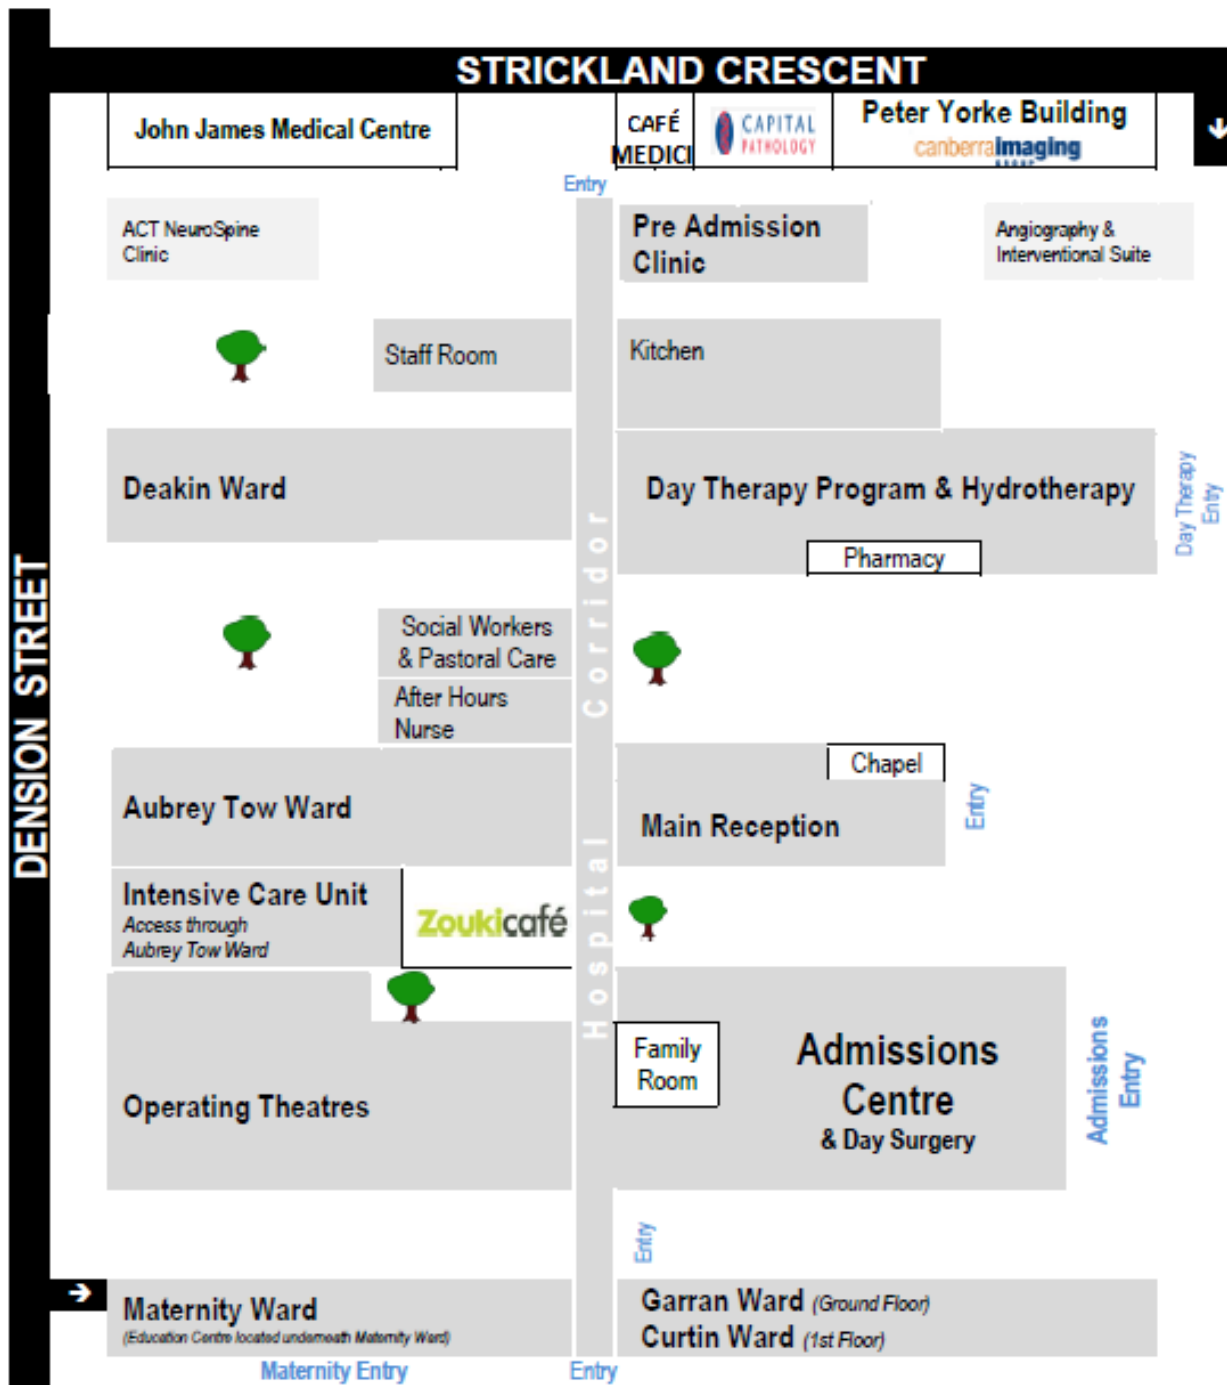 STRICKLAND CRESCENT
John James Medical Centre
CAFÉ
MEDICI
CAPITAL
PATHOLOGY
Peter Yorke Building
canberraimaging
Entry
ACT NeuroSpine
Clinic
Pre Admission
Clinic
Angiography &
Interventional Suite
Staff Room
Kitchen
Deakin Ward
Day Therapy Program & Hydrotherapy
Day Therapy
Entry
Pharmacy
DENSION STREET
Hospital Corridor
Social Workers
& Pastoral Care
After Hours
Nurse
Chapel
Aubrey Tow Ward
Main Reception
Entry
Intensive Care Unit
Access through
Aubrey Tow Ward
Zoukicafé
Family
Room
Admissions
Centre
& Day Surgery
Admissions
Entry
Operating Theatres
Entry
Maternity Ward
(Education Centre located underneath Maternity Ward)
Garran Ward (Ground Floor)
Curtin Ward (1st Floor)
Maternity Entry
Entry